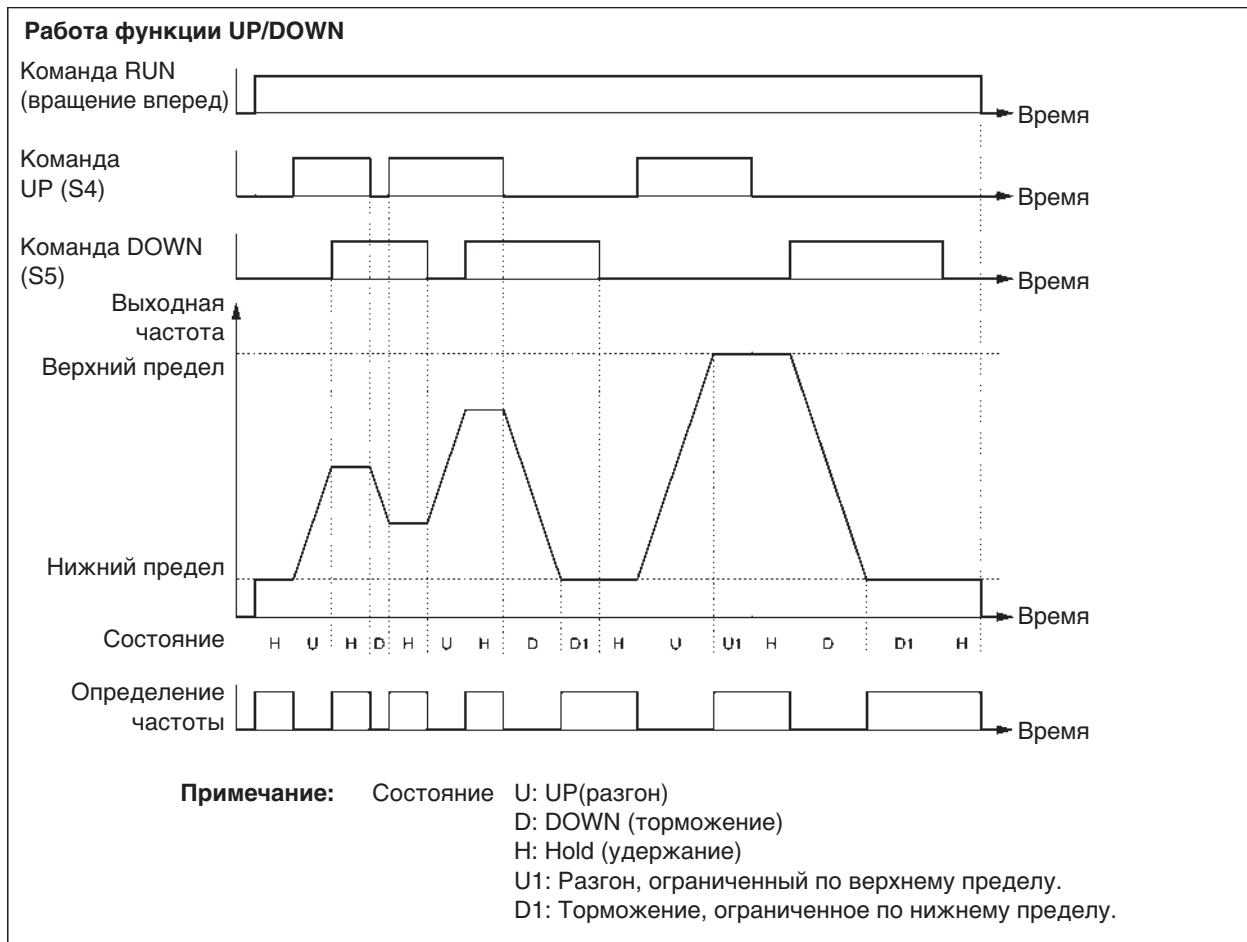 Работа функции UP/DOWN
Команда RUN
(вращение вперед)
Время
Команда
UP (S4)
Время
Команда DOWN
(S5)
Время
Выходная
частота
Верхний предел
Нижний предел
Время
Состояние H U H D H U H D D1 H U U1 H D D1 H
Определение
частоты
Время
Примечание: Состояние U: UP(разгон)
D: DOWN (торможение)
H: Hold (удержание)
U1: Разгон, ограниченный по верхнему пределу.
D1: Торможение, ограниченное по нижнему пределу.